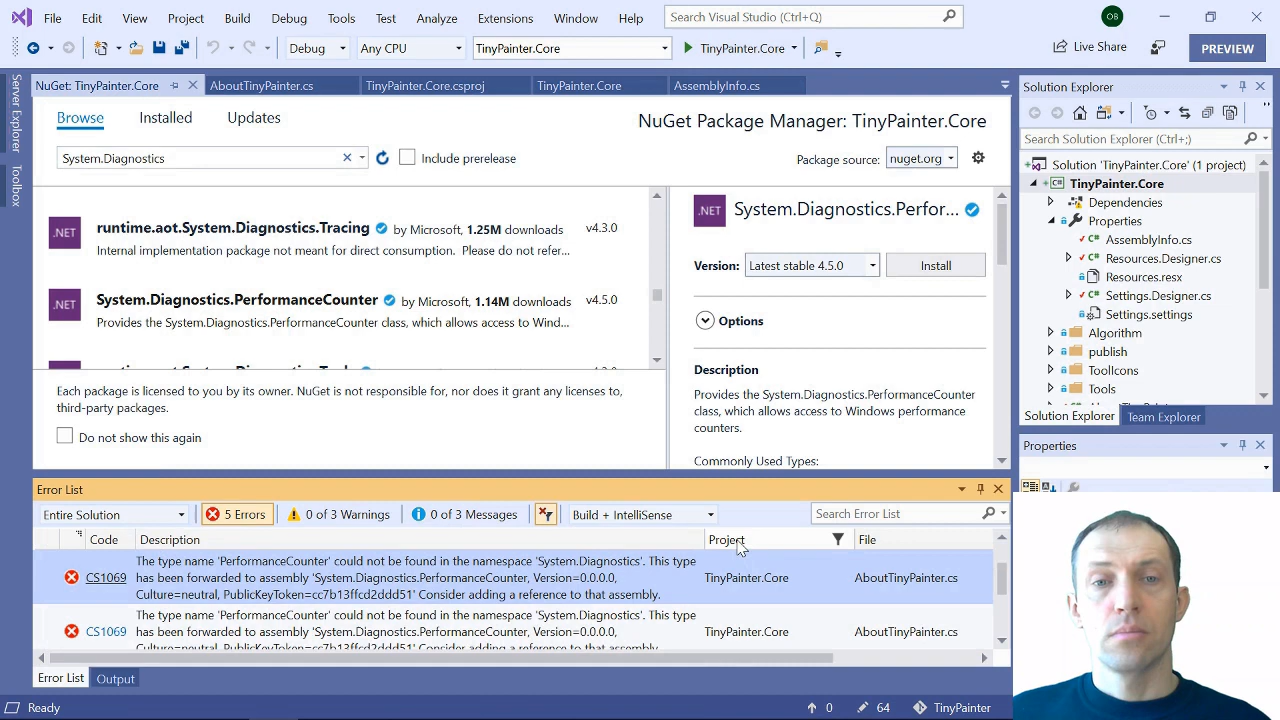 File Edit View Project Build Debug Tools Test Analyze Extensions Window Help Search Visual Studio (Ctrl+Q) OB
Debug Any CPU TinyPainter.Core TinyPainter.Core Live Share PREVIEW
Server Explorer
Toolbox
NuGet: TinyPainter.Core AboutTinyPainter.cs TinyPainter.Core.csproj TinyPainter.Core AssemblyInfo.cs
Browse Installed Updates NuGet Package Manager: TinyPainter.Core
System.Diagnostics Include prerelease Package source: nuget.org
.NET runtime.aot.System.Diagnostics.Tracing by Microsoft, 1.25M downloads v4.3.0
Internal implementation package not meant for direct consumption. Please do not refer...
.NET System.Diagnostics.PerformanceCounter by Microsoft, 1.14M downloads v4.5.0
Provides the System.Diagnostics.PerformanceCounter class, which allows access to Wind...
Each package is licensed to you by its owner. NuGet is not responsible for, nor does it grant any licenses to,
third-party packages.
Do not show this again
.NET System.Diagnostics.Perfor...
Version: Latest stable 4.5.0 Install
Options
Description
Provides the System.Diagnostics.PerformanceCounter
class, which allows access to Windows performance
counters.
Commonly Used Types:
Solution Explorer
Search Solution Explorer (Ctrl+;)
Solution 'TinyPainter.Core' (1 project)
C# TinyPainter.Core
Dependencies
Properties
C# AssemblyInfo.cs
C# Resources.Designer.cs
Resources.resx
C# Settings.Designer.cs
Settings.settings
Algorithm
publish
ToolIcons
Tools
Solution Explorer Team Explorer
Properties
Error List
Entire Solution 5 Errors 0 of 3 Warnings 0 of 3 Messages Build + IntelliSense Search Error List
Code Description Project File
CS1069 The type name 'PerformanceCounter' could not be found in the namespace 'System.Diagnostics'. This type
has been forwarded to assembly 'System.Diagnostics.PerformanceCounter, Version=0.0.0.0, TinyPainter.Core AboutTinyPainter.cs
Culture=neutral, PublicKeyToken=cc7b13ffcd2ddd51' Consider adding a reference to that assembly.
CS1069 The type name 'PerformanceCounter' could not be found in the namespace 'System.Diagnostics'. This type
has been forwarded to assembly 'System.Diagnostics.PerformanceCounter, Version=0.0.0.0, TinyPainter.Core AboutTinyPainter.cs
Culture=neutral, PublicKeyToken=cc7b13ffcd2ddd51' Consider adding a reference to that assembly.
Error List Output
Ready 0 64 TinyPainter